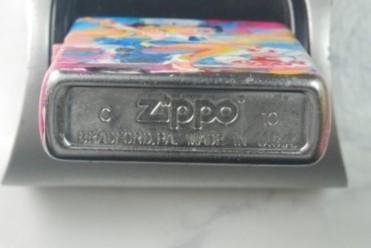 C Zippo 10
BRADFORD, PA. MADE IN U.S.A.